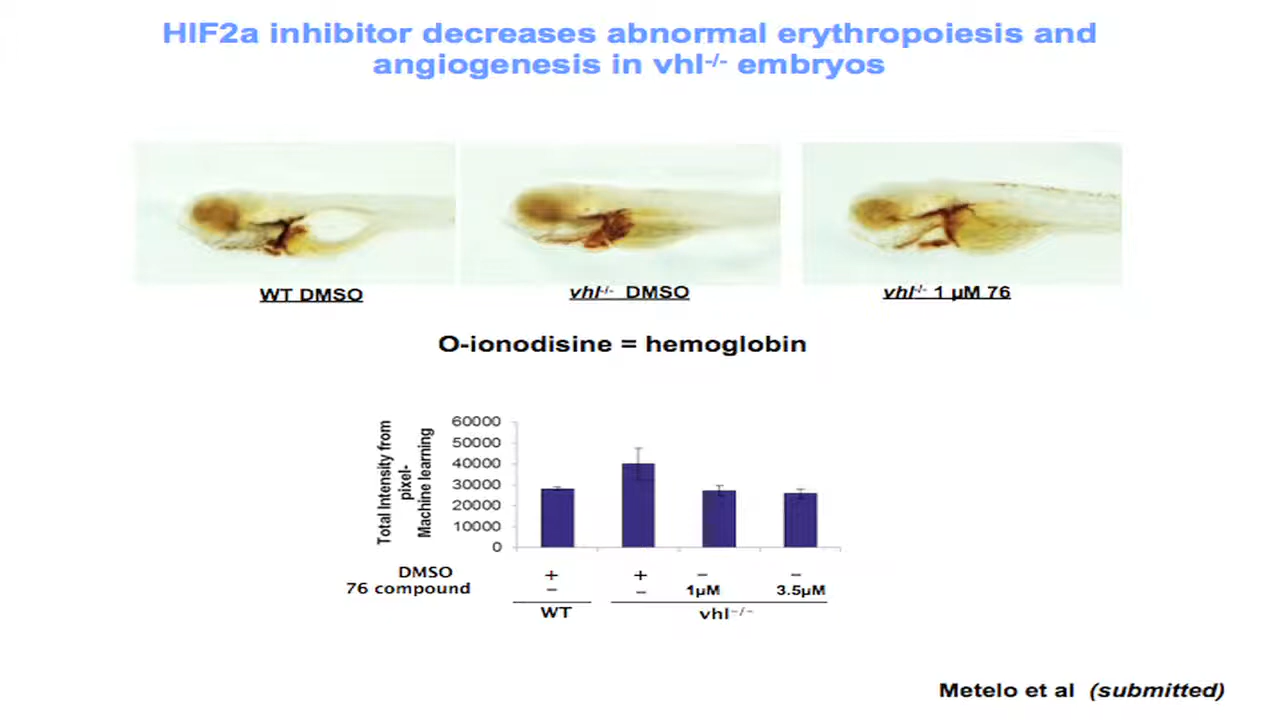 HIF2a inhibitor decreases abnormal erythropoiesis and
angiogenesis in vhl-/- embryos
WT DMSO
vhl-/- DMSO
vhl-/- 1 µM 76
O-ionodisine = hemoglobin
Total Intensity from
pixel-
Machine learning
60000
50000
40000
30000
20000
10000
0
DMSO + + – –
76 compound – – 1µM 3.5µM
WT vhl-/-
Metelo et al (submitted)